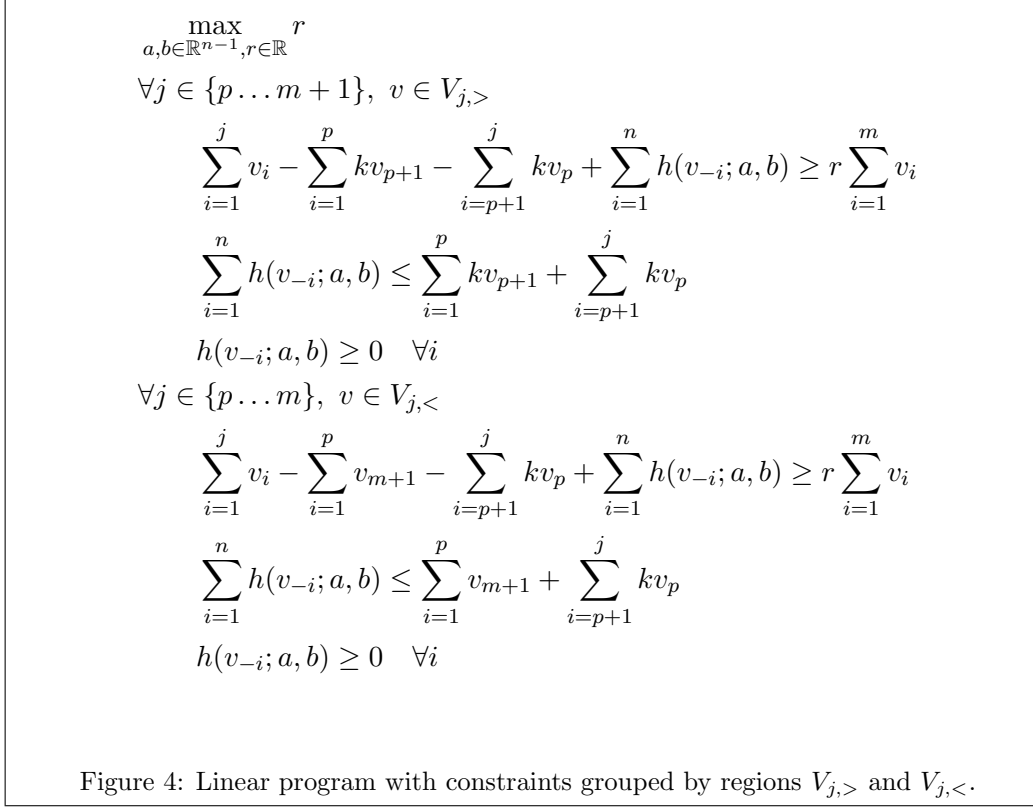 max_{a,b∈ℝ^{n−1},r∈ℝ} r
∀j ∈ {p … m + 1}, v ∈ V_{j,>}
∑_{i=1}^{j} v_i − ∑_{i=1}^{p} kv_{p+1} − ∑_{i=p+1}^{j} kv_p + ∑_{i=1}^{n} h(v_{−i}; a, b) ≥ r ∑_{i=1}^{m} v_i
∑_{i=1}^{n} h(v_{−i}; a, b) ≤ ∑_{i=1}^{p} kv_{p+1} + ∑_{i=p+1}^{j} kv_p
h(v_{−i}; a, b) ≥ 0 ∀i
∀j ∈ {p … m}, v ∈ V_{j,<}
∑_{i=1}^{j} v_i − ∑_{i=1}^{p} v_{m+1} − ∑_{i=p+1}^{j} kv_p + ∑_{i=1}^{n} h(v_{−i}; a, b) ≥ r ∑_{i=1}^{m} v_i
∑_{i=1}^{n} h(v_{−i}; a, b) ≤ ∑_{i=1}^{p} v_{m+1} + ∑_{i=p+1}^{j} kv_p
h(v_{−i}; a, b) ≥ 0 ∀i
Figure 4: Linear program with constraints grouped by regions V_{j,>} and V_{j,<}.